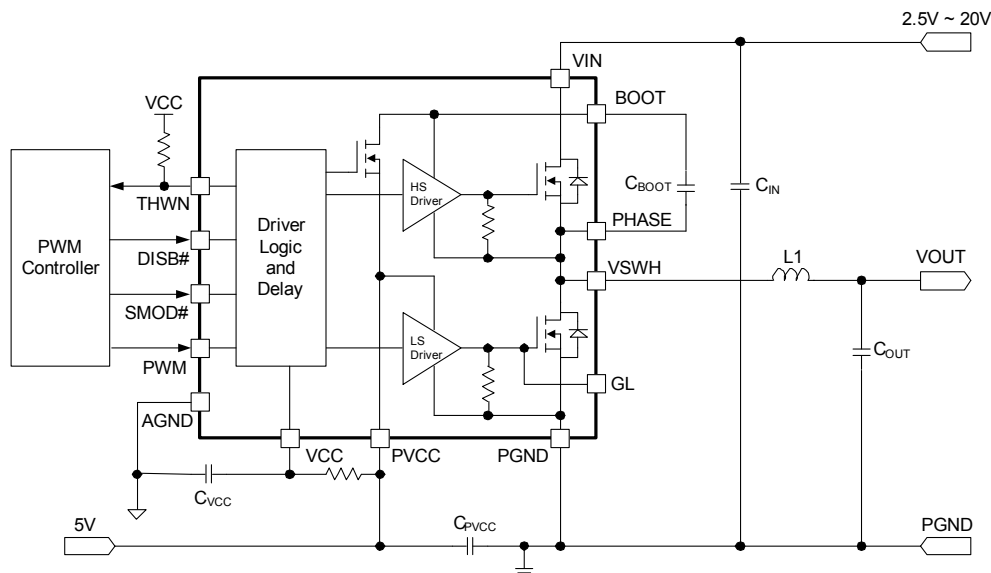 2.5V ~ 20V
VIN
BOOT
VCC
THWN
DISB#
SMOD#
PWM
AGND
PWM
Controller
Driver
Logic
and
Delay
HS
Driver
LS
Driver
CBOOT
CIN
PHASE
VSWH
L1
VOUT
COUT
GL
VCC
PVCC
PGND
CVCC
5V
CPVCC
PGND